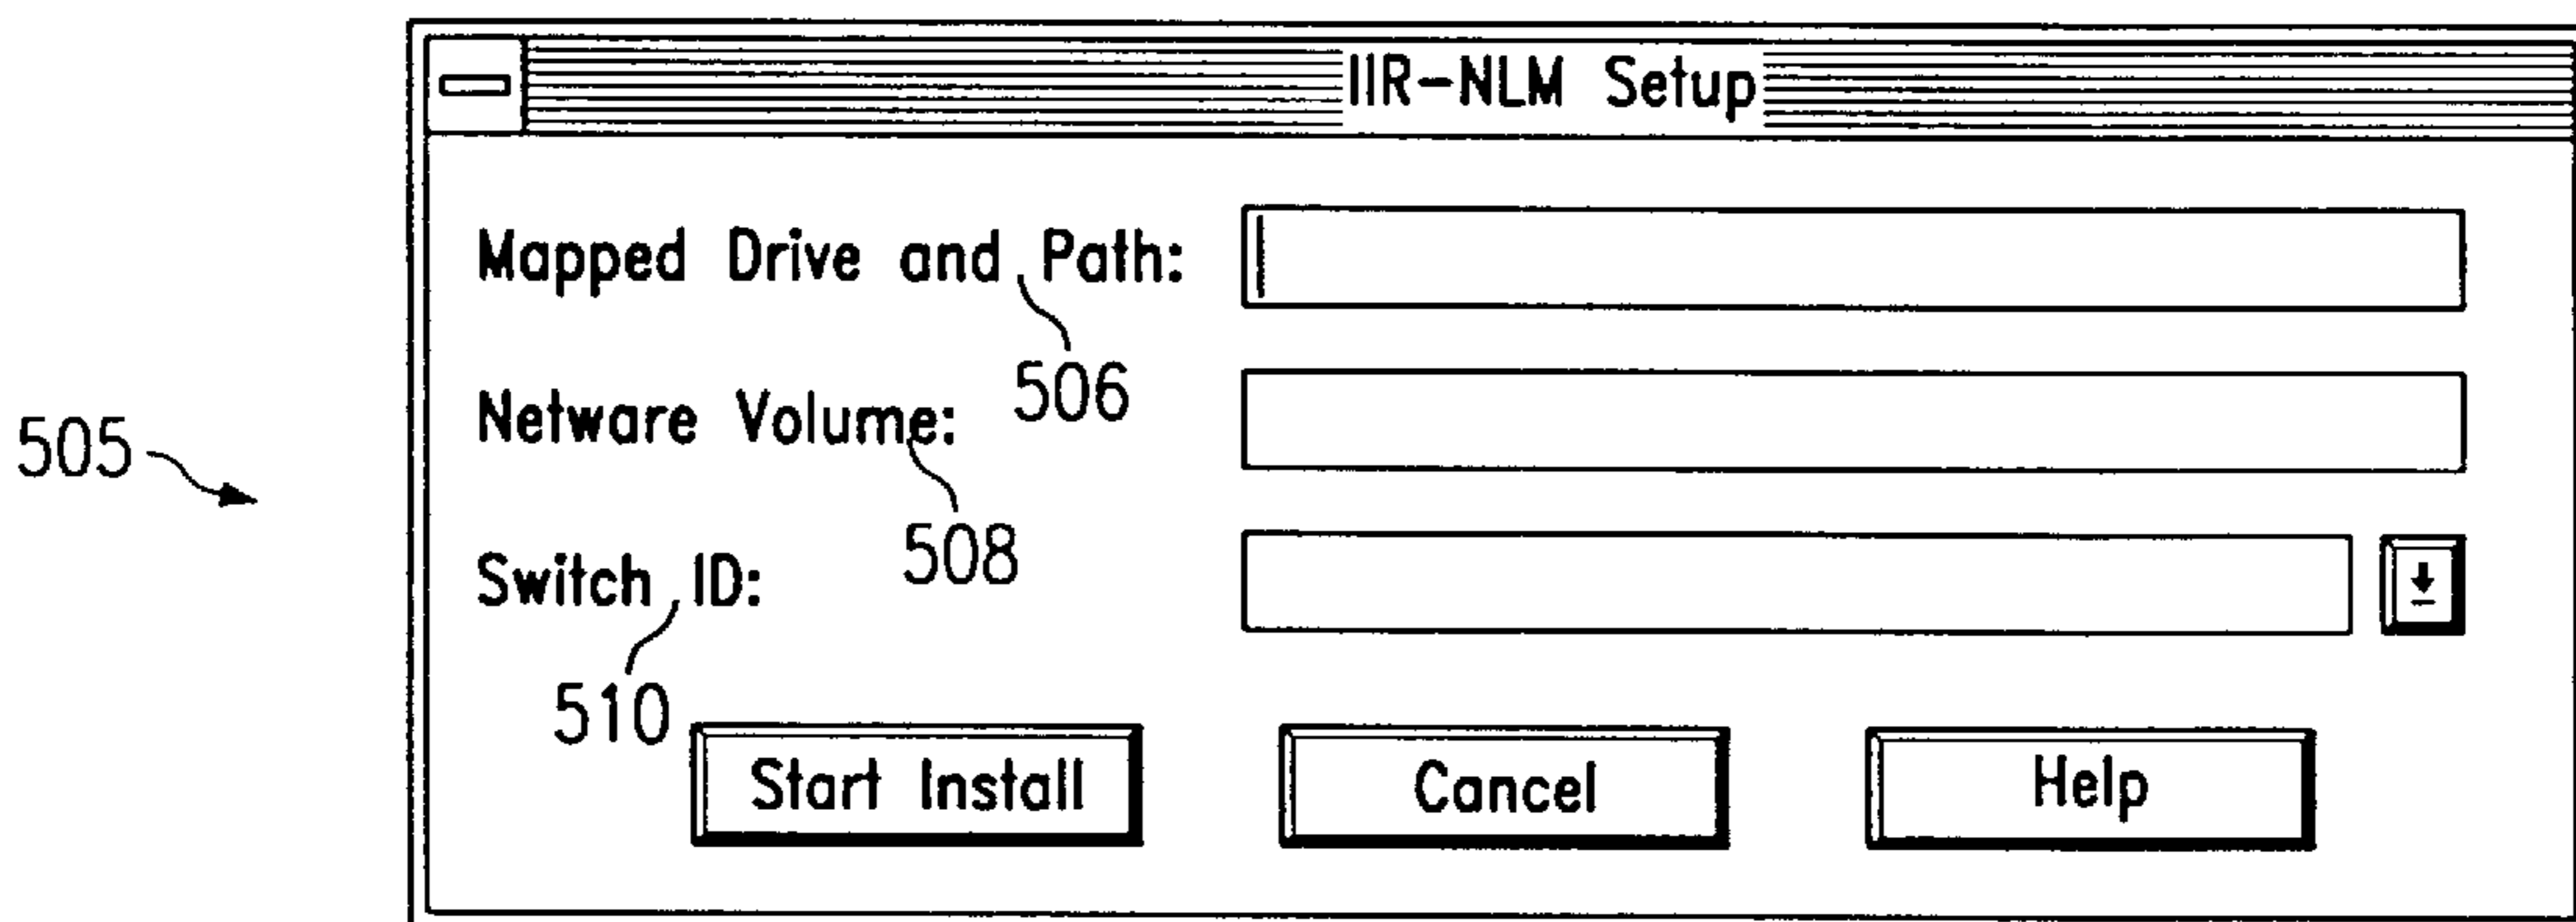 IIR-NLM Setup
Mapped Drive and Path:
506
Netware Volume:
505
508
Switch ID:
510
Start Install
Cancel
Help